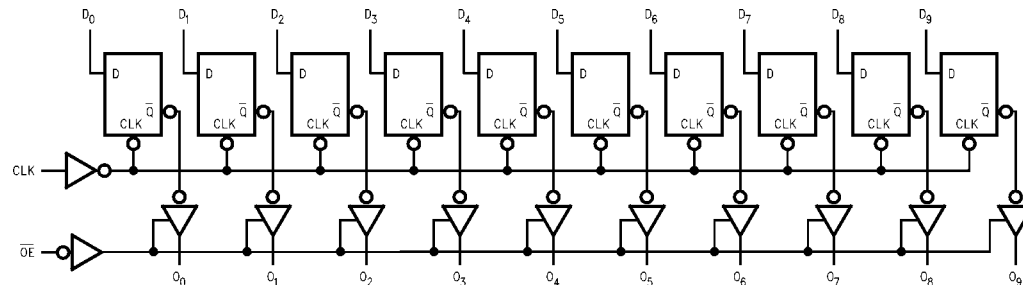 D₀ D₁ D₂ D₃ D₄ D₅ D₆ D₇ D₈ D₉
D D D D D D D D D D
Q̅ Q̅ Q̅ Q̅ Q̅ Q̅ Q̅ Q̅ Q̅ Q̅
CLK CLK CLK CLK CLK CLK CLK CLK CLK CLK
CLK
O̅E̅
O₀ O₁ O₂ O₃ O₄ O₅ O₆ O₇ O₈ O₉